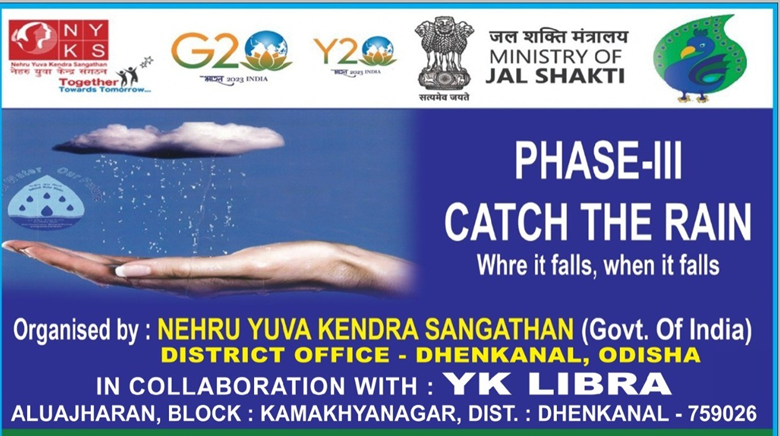 NYKS
Nehru Yuva Kendra Sangathan
नेहरू युवा केन्द्र संगठन
Together
Towards Tomorrow...
G20
भारत 2023 INDIA
Y20
भारत 2023 INDIA
सत्यमेव जयते
जल शक्ति मंत्रालय
MINISTRY OF
JAL SHAKTI
Water Our
PHASE-III
CATCH THE RAIN
Whre it falls, when it falls
Organised by : NEHRU YUVA KENDRA SANGATHAN (Govt. Of India)
DISTRICT OFFICE - DHENKANAL, ODISHA
IN COLLABORATION WITH : YK LIBRA
ALUAJHARAN, BLOCK : KAMAKHYANAGAR, DIST. : DHENKANAL - 759026